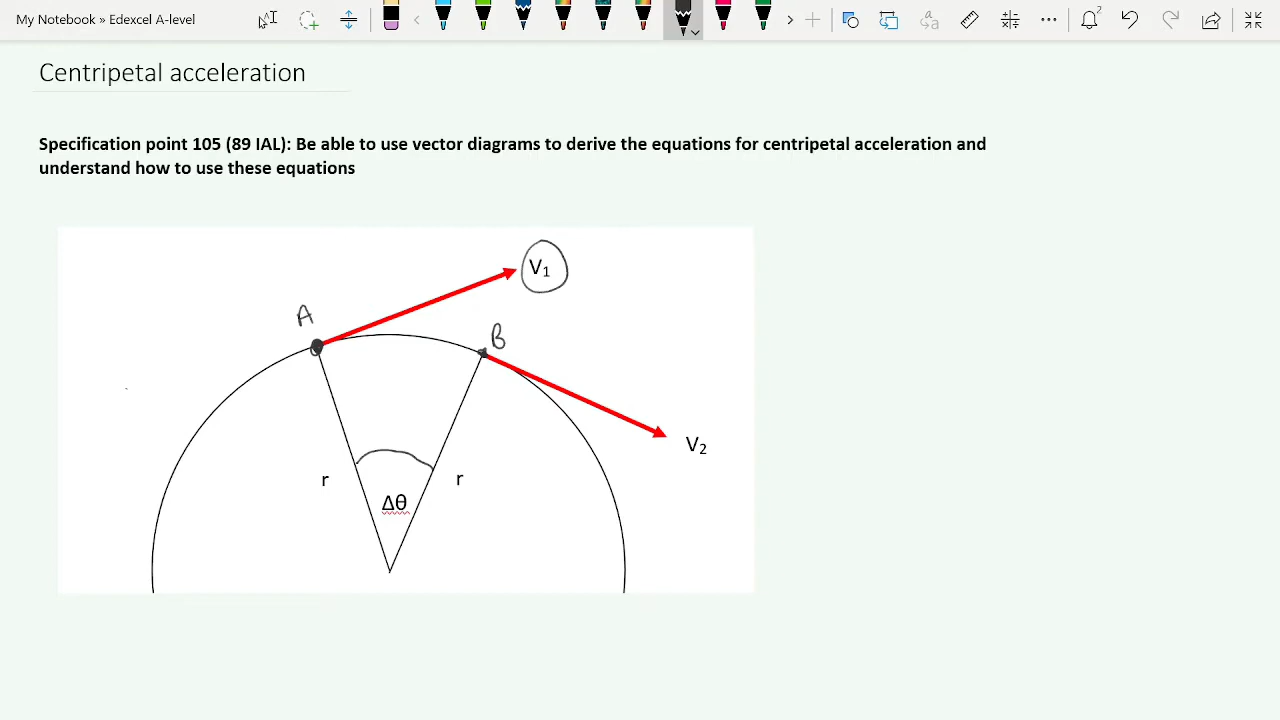 My Notebook » Edexcel A-level
Centripetal acceleration
Specification point 105 (89 IAL): Be able to use vector diagrams to derive the equations for centripetal acceleration and
understand how to use these equations
V₁
A
B
V₂
r
r
Δθ